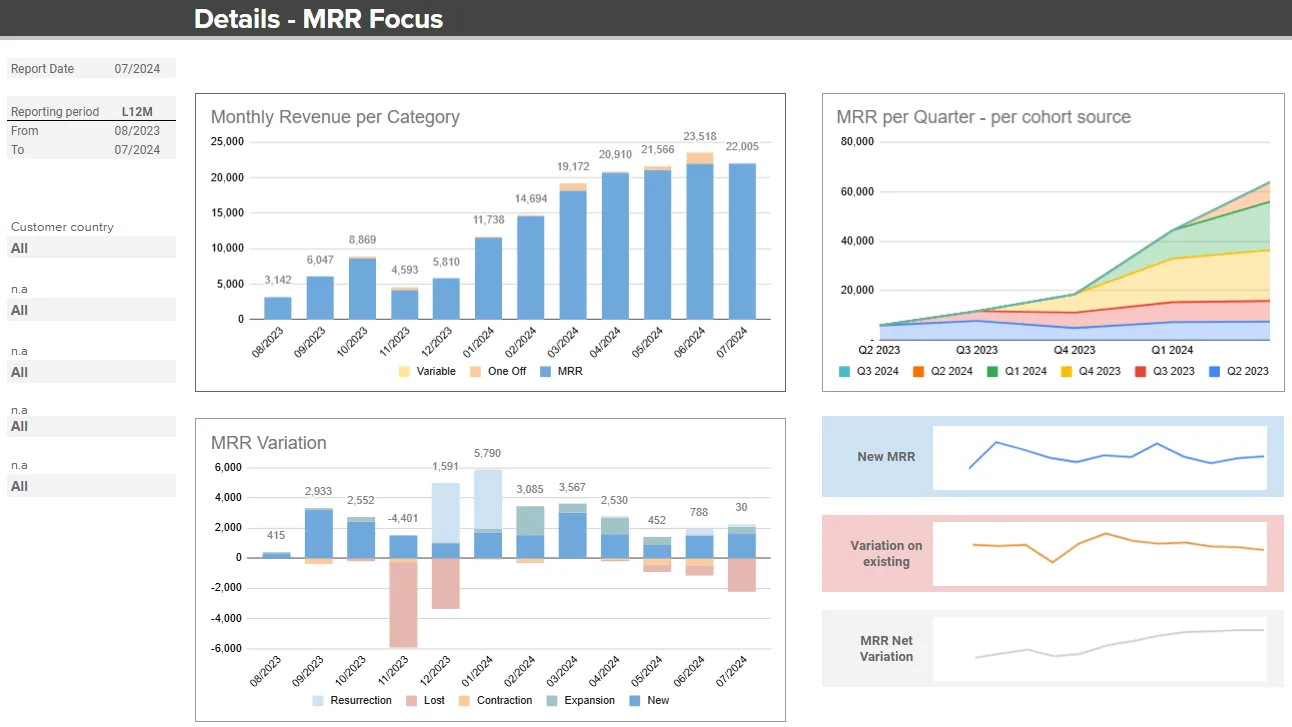 Details - MRR Focus
Report Date 07/2024
Reporting period L12M
From 08/2023
To 07/2024
Customer country
All
n.a
All
n.a
All
n.a
All
n.a
All
Monthly Revenue per Category
25,000
20,000
15,000
10,000
5,000
0
3,142
6,047
8,869
4,593
5,810
11,738
14,694
19,172
20,910
21,566
23,518
22,005
08/2023
09/2023
10/2023
11/2023
12/2023
01/2024
02/2024
03/2024
04/2024
05/2024
06/2024
07/2024
Variable One Off MRR
MRR per Quarter - per cohort source
80,000
60,000
40,000
20,000
-
Q2 2023 Q3 2023 Q4 2023 Q1 2024
Q3 2024 Q2 2024 Q1 2024 Q4 2023 Q3 2023 Q2 2023
MRR Variation
6,000
4,000
2,000
0
-2,000
-4,000
-6,000
415
2,933
2,552
-4,401
1,591
5,790
3,085
3,567
2,530
452
788
30
08/2023
09/2023
10/2023
11/2023
12/2023
01/2024
02/2024
03/2024
04/2024
05/2024
06/2024
07/2024
Resurrection Lost Contraction Expansion New
New MRR
Variation on
existing
MRR Net
Variation